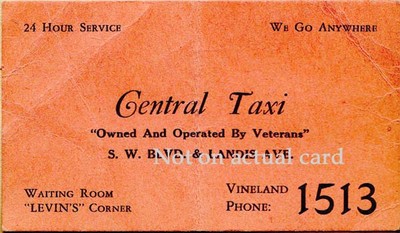 24 Hour Service
We Go Anywhere
Central Taxi
"Owned And Operated By Veterans"
S. W. BLVD. & LANDIS AVE.
Not on actual card
Waiting Room
"LEVIN'S" Corner
Vineland
Phone: 1513